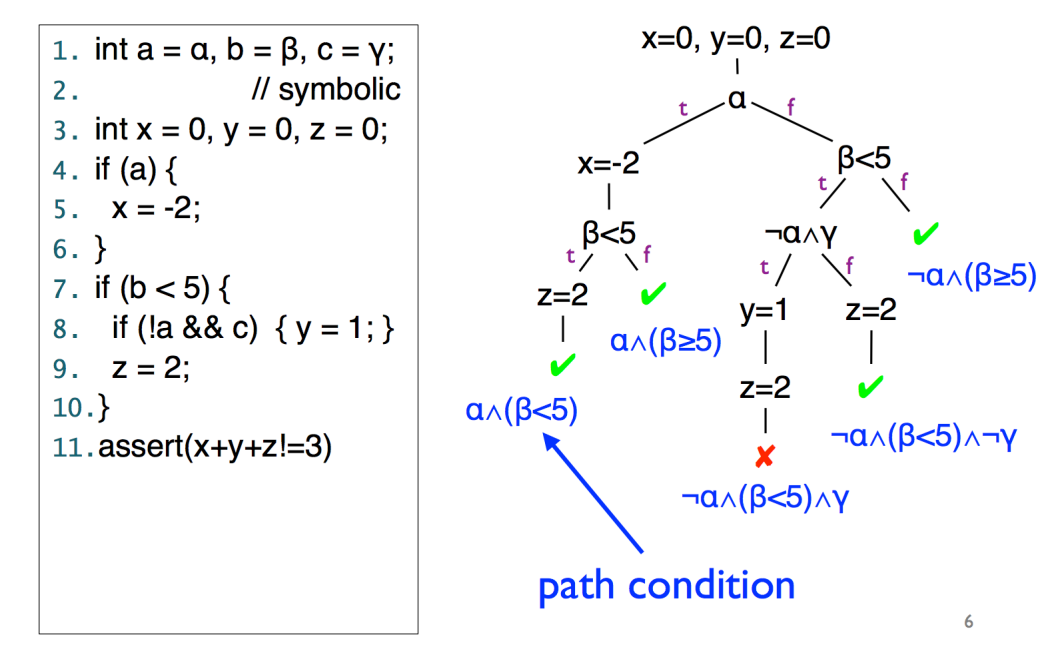 1. int a = α, b = β, c = γ;
2. // symbolic
3. int x = 0, y = 0, z = 0;
4. if (a) {
5. x = -2;
6. }
7. if (b < 5) {
8. if (!a && c) { y = 1; }
9. z = 2;
10.}
11.assert(x+y+z!=3)
x=0, y=0, z=0
t α f
x=-2 β<5
t f
β<5 ¬α∧γ ✔
t f t f ¬α∧(β≥5)
z=2 ✔ y=1 z=2
α∧(β≥5)
✔ z=2 ✔
α∧(β<5) ¬α∧(β<5)∧¬γ
✘
¬α∧(β<5)∧γ
path condition
6